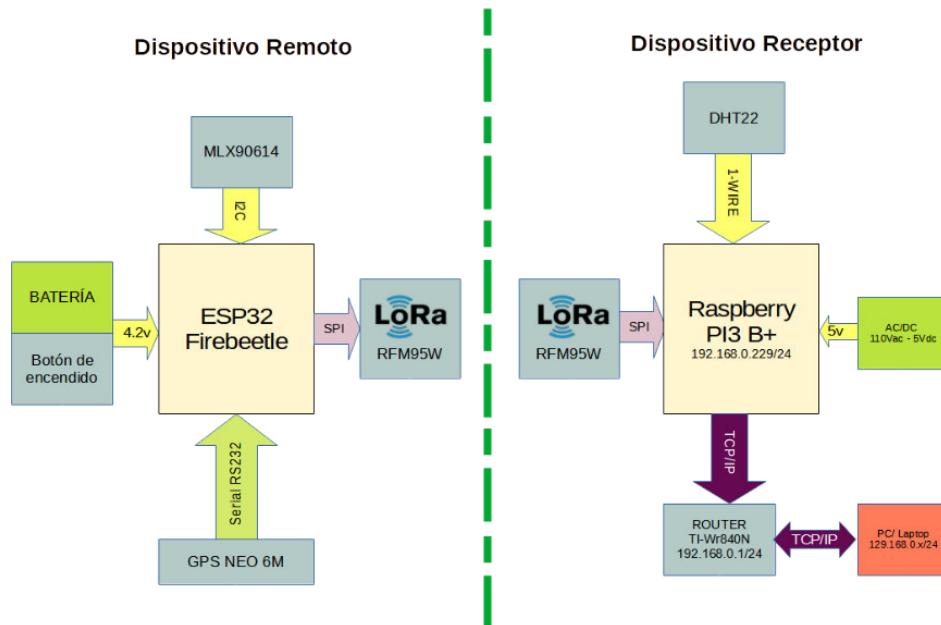 Dispositivo Remoto
MLX90614
I2C
BATERÍA
Botón de
encendido
4.2v
ESP32
Firebeetle
SPI
LoRa
RFM95W
Serial RS232
GPS NEO 6M
Dispositivo Receptor
DHT22
1-WIRE
LoRa
RFM95W
SPI
Raspberry
PI3 B+
192.168.0.229/24
5v
AC/DC
110Vac - 5Vdc
TCP/IP
ROUTER
TI-Wr840N
192.168.0.1/24
TCP/IP
PC/ Laptop
129.168.0.x/24